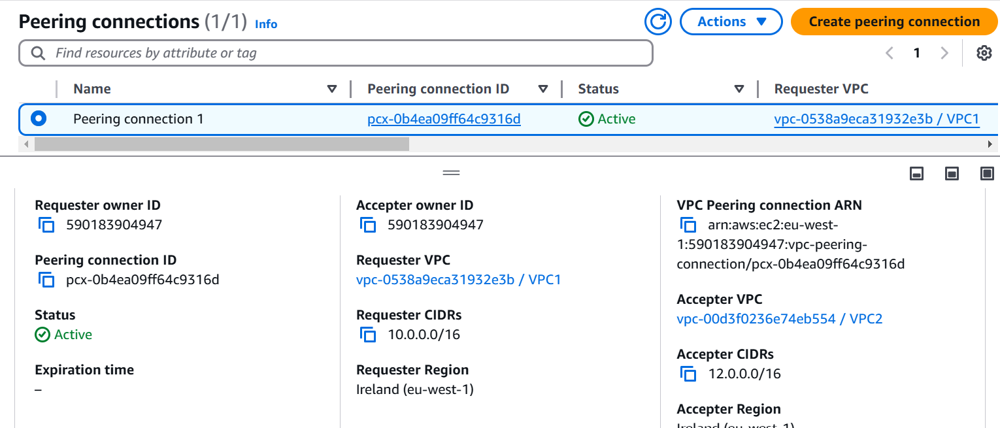 Peering connections (1/1) Info
Actions
Create peering connection
Find resources by attribute or tag
1
Name
Peering connection ID
Status
Requester VPC
Peering connection 1
pcx-0b4ea09ff64c9316d
Active
vpc-0538a9eca31932e3b / VPC1
Requester owner ID
590183904947
Peering connection ID
pcx-0b4ea09ff64c9316d
Status
Active
Expiration time
–
Accepter owner ID
590183904947
Requester VPC
vpc-0538a9eca31932e3b / VPC1
Requester CIDRs
10.0.0.0/16
Requester Region
Ireland (eu-west-1)
VPC Peering connection ARN
arn:aws:ec2:eu-west-
1:590183904947:vpc-peering-
connection/pcx-0b4ea09ff64c9316d
Accepter VPC
vpc-00d3f0236e74eb554 / VPC2
Accepter CIDRs
12.0.0.0/16
Accepter Region
Ireland (eu-west-1)